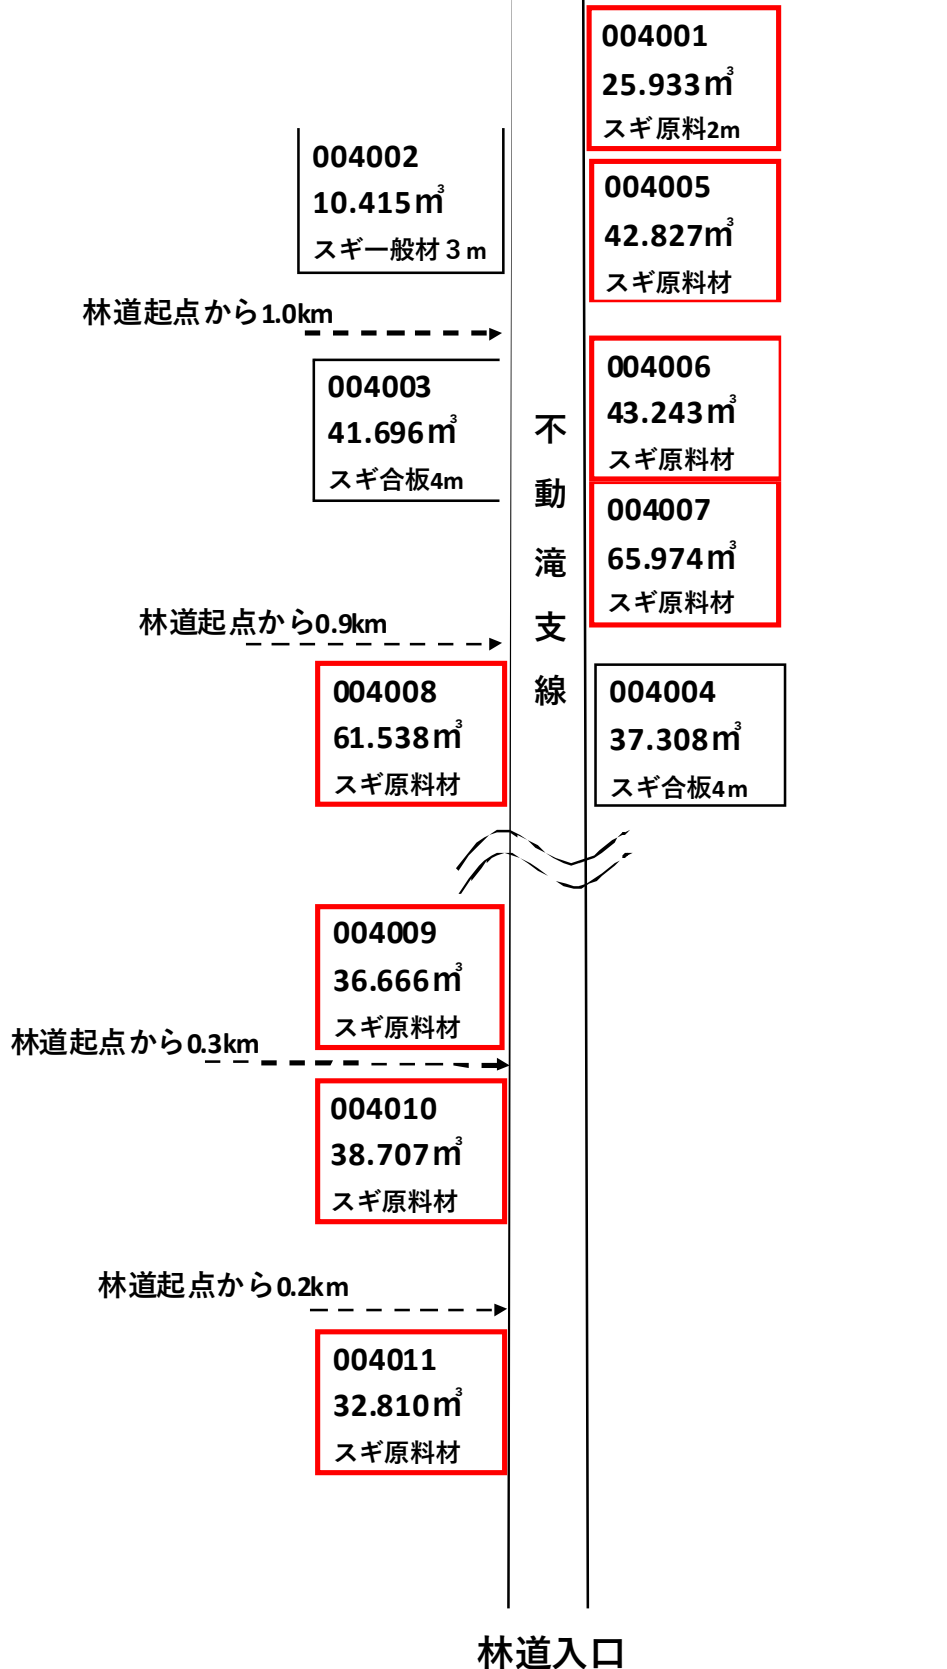 004001
25.933㎥
スギ原料2m
004002
10.415㎥
スギ一般材３m
004005
42.827㎥
スギ原料材
林道起点から1.0km
004003
41.696㎥
スギ合板4m
004006
43.243㎥
スギ原料材
不動滝支線
004007
65.974㎥
スギ原料材
林道起点から0.9km
004008
61.538㎥
スギ原料材
004004
37.308㎥
スギ合板4m
004009
36.666㎥
スギ原料材
林道起点から0.3km
004010
38.707㎥
スギ原料材
林道起点から0.2km
004011
32.810㎥
スギ原料材
林道入口